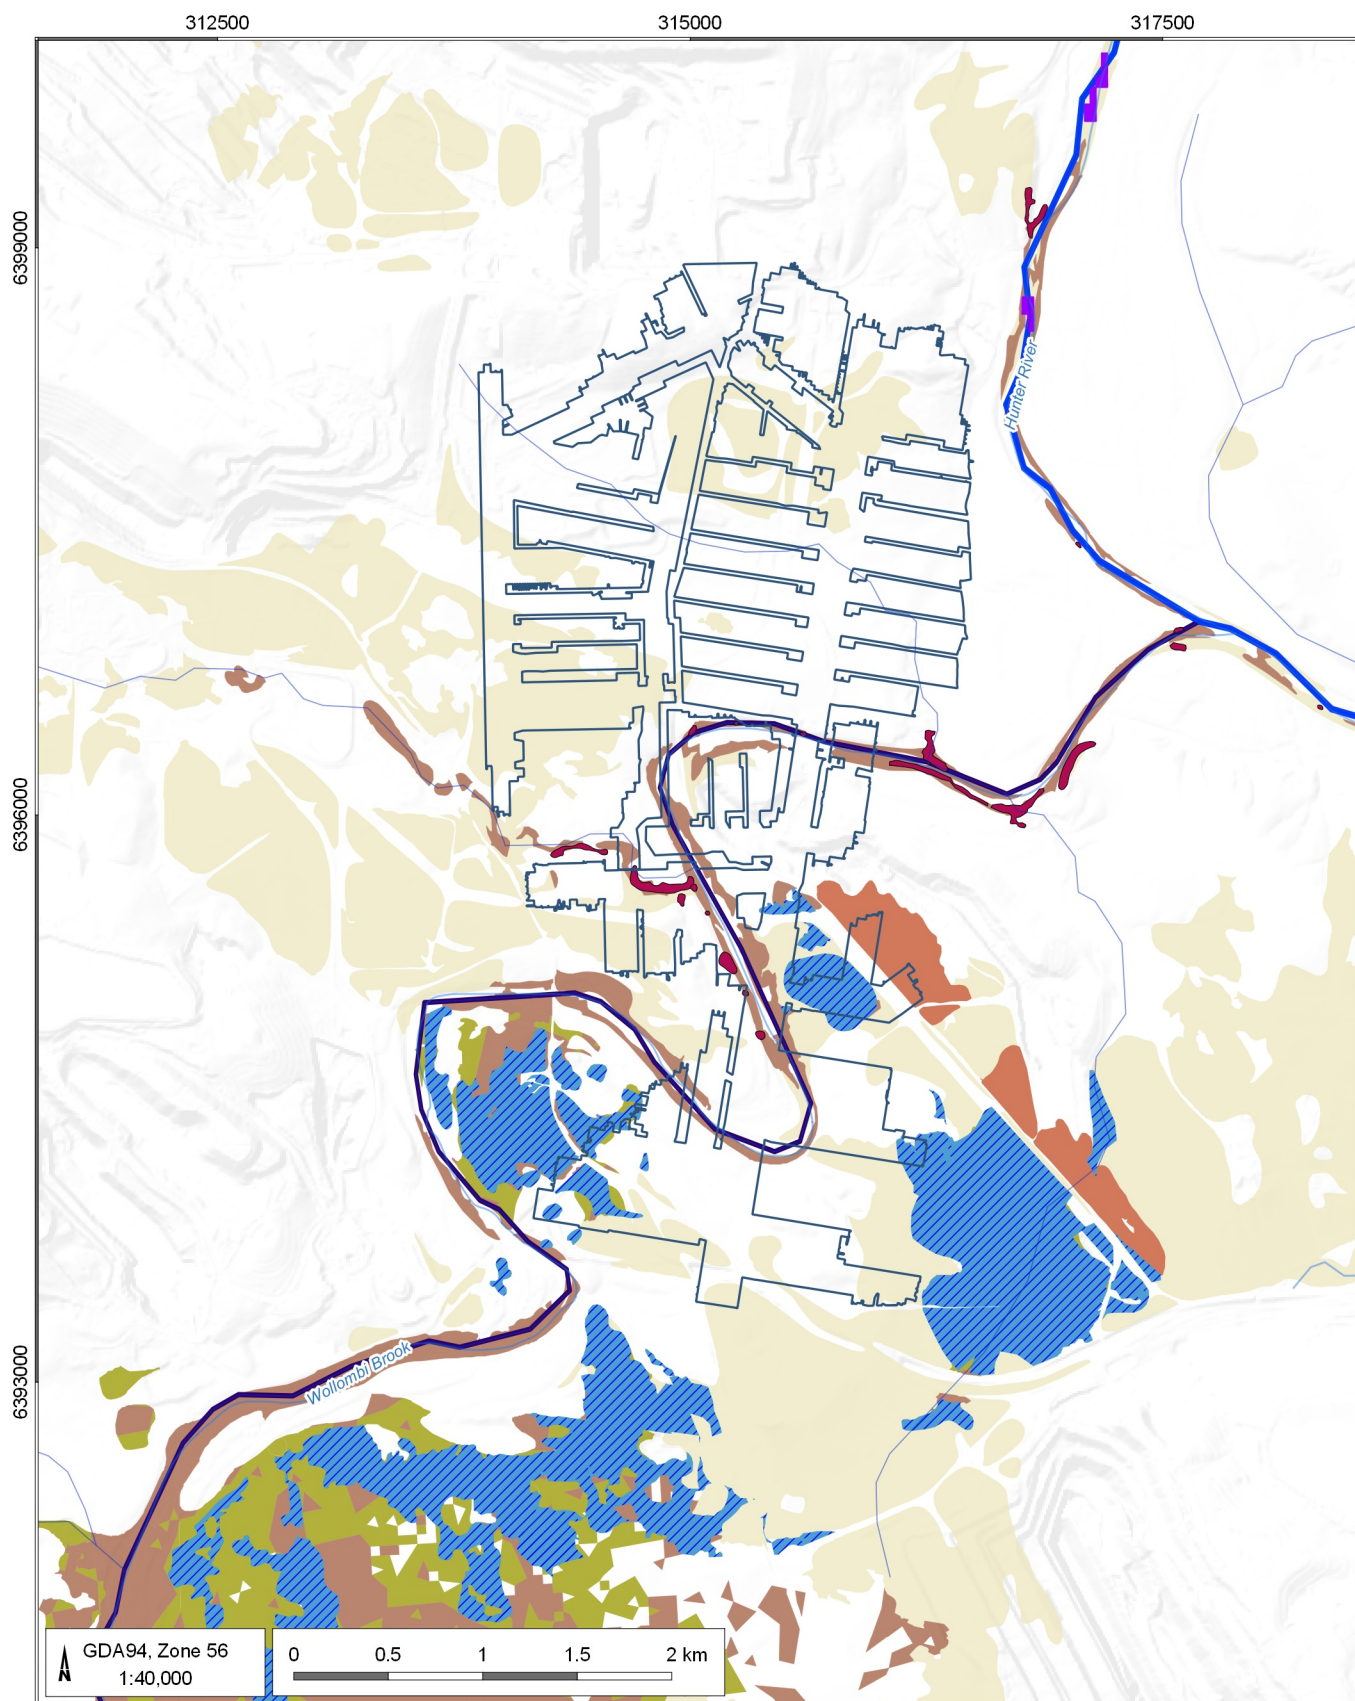 312500 315000 317500
6399000
Hunter River
6396000
6393000
Wollombi Brook
GDA94, Zone 56
1:40,000
N
0 0.5 1 1.5 2 km